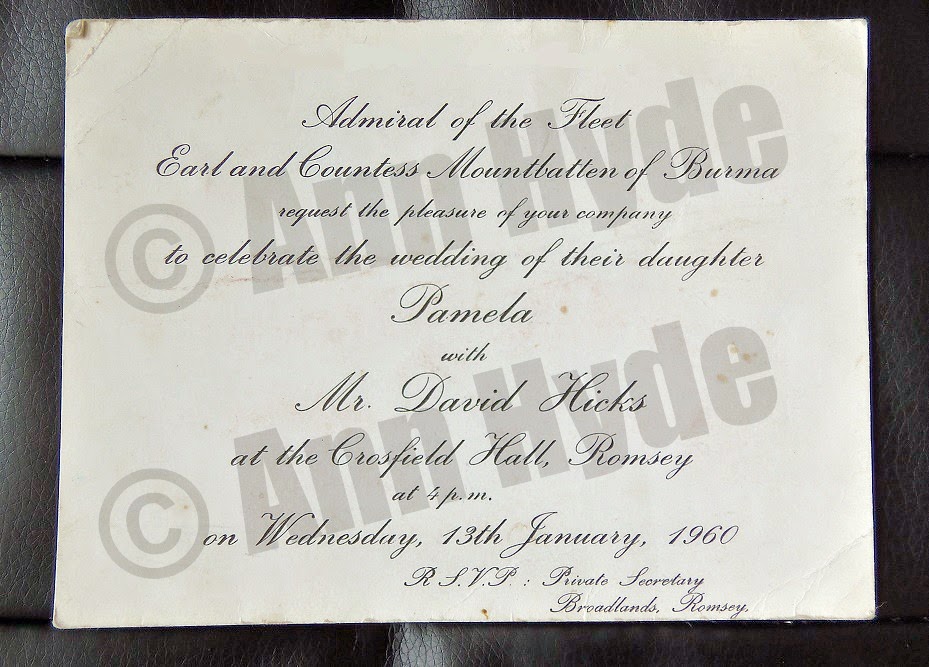 Admiral of the Fleet
Earl and Countess Mountbatten of Burma
request the pleasure of your company
to celebrate the wedding of their daughter
Pamela
with
Mr. David Hicks
at the Crosfield Hall, Romsey
at 4 p.m.
on Wednesday, 13th January, 1960
R S.V.P. : Private Secretary
Broadlands, Romsey.
© Ann Hyde
© Ann Hyde